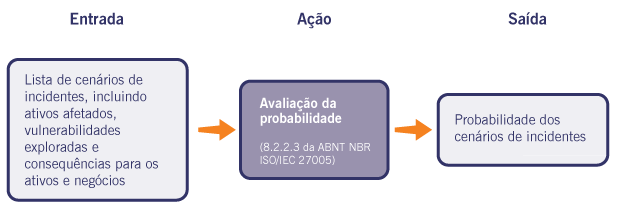 Entrada
Ação
Saída
Lista de cenários de
incidentes, incluindo
ativos afetados,
vulnerabilidades
exploradas e
consequências para os
ativos e negócios
Avaliação da
probabilidade
(8.2.2.3 da ABNT NBR
ISO/IEC 27005)
Probabilidade dos
cenários de incidentes